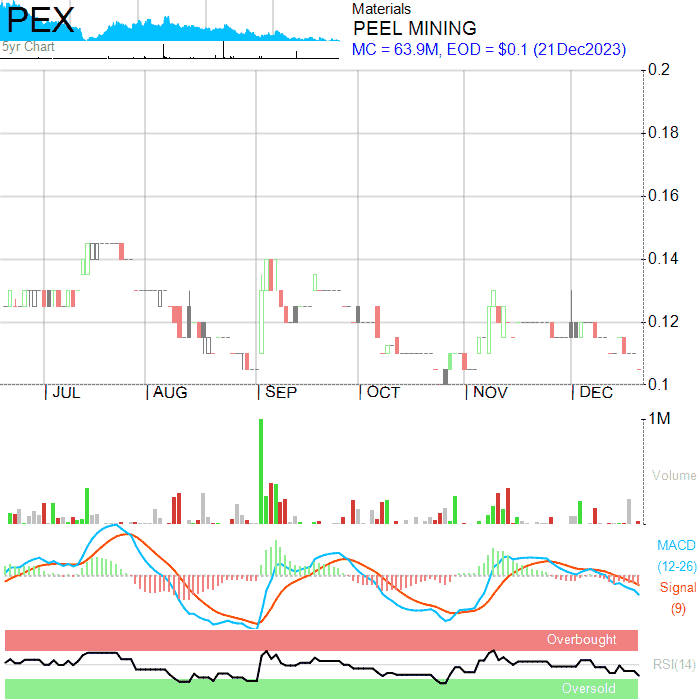 PEX
5yr Chart
Materials
PEEL MINING
MC = 63.9M, EOD = $0.1 (21Dec2023)
0.2
0.18
0.16
0.14
0.12
0.1
JUL AUG SEP OCT NOV DEC
1M
Volume
MACD
(12-26)
Signal
(9)
Overbought
RSI(14)
Oversold